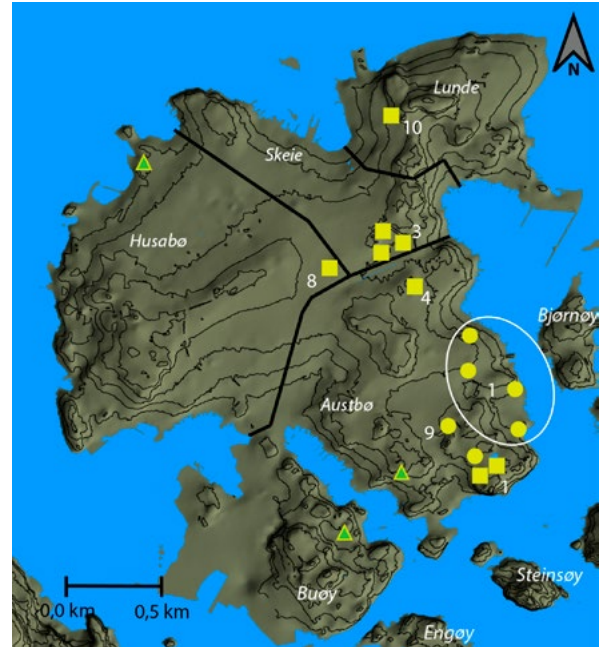 N
Lunde
10
Skeie
Husabø
3
8
4
Bjørnøy
1
Austbø
9
1
Steinsøy
Buøy
0,0 km
0,5 km
Engøy